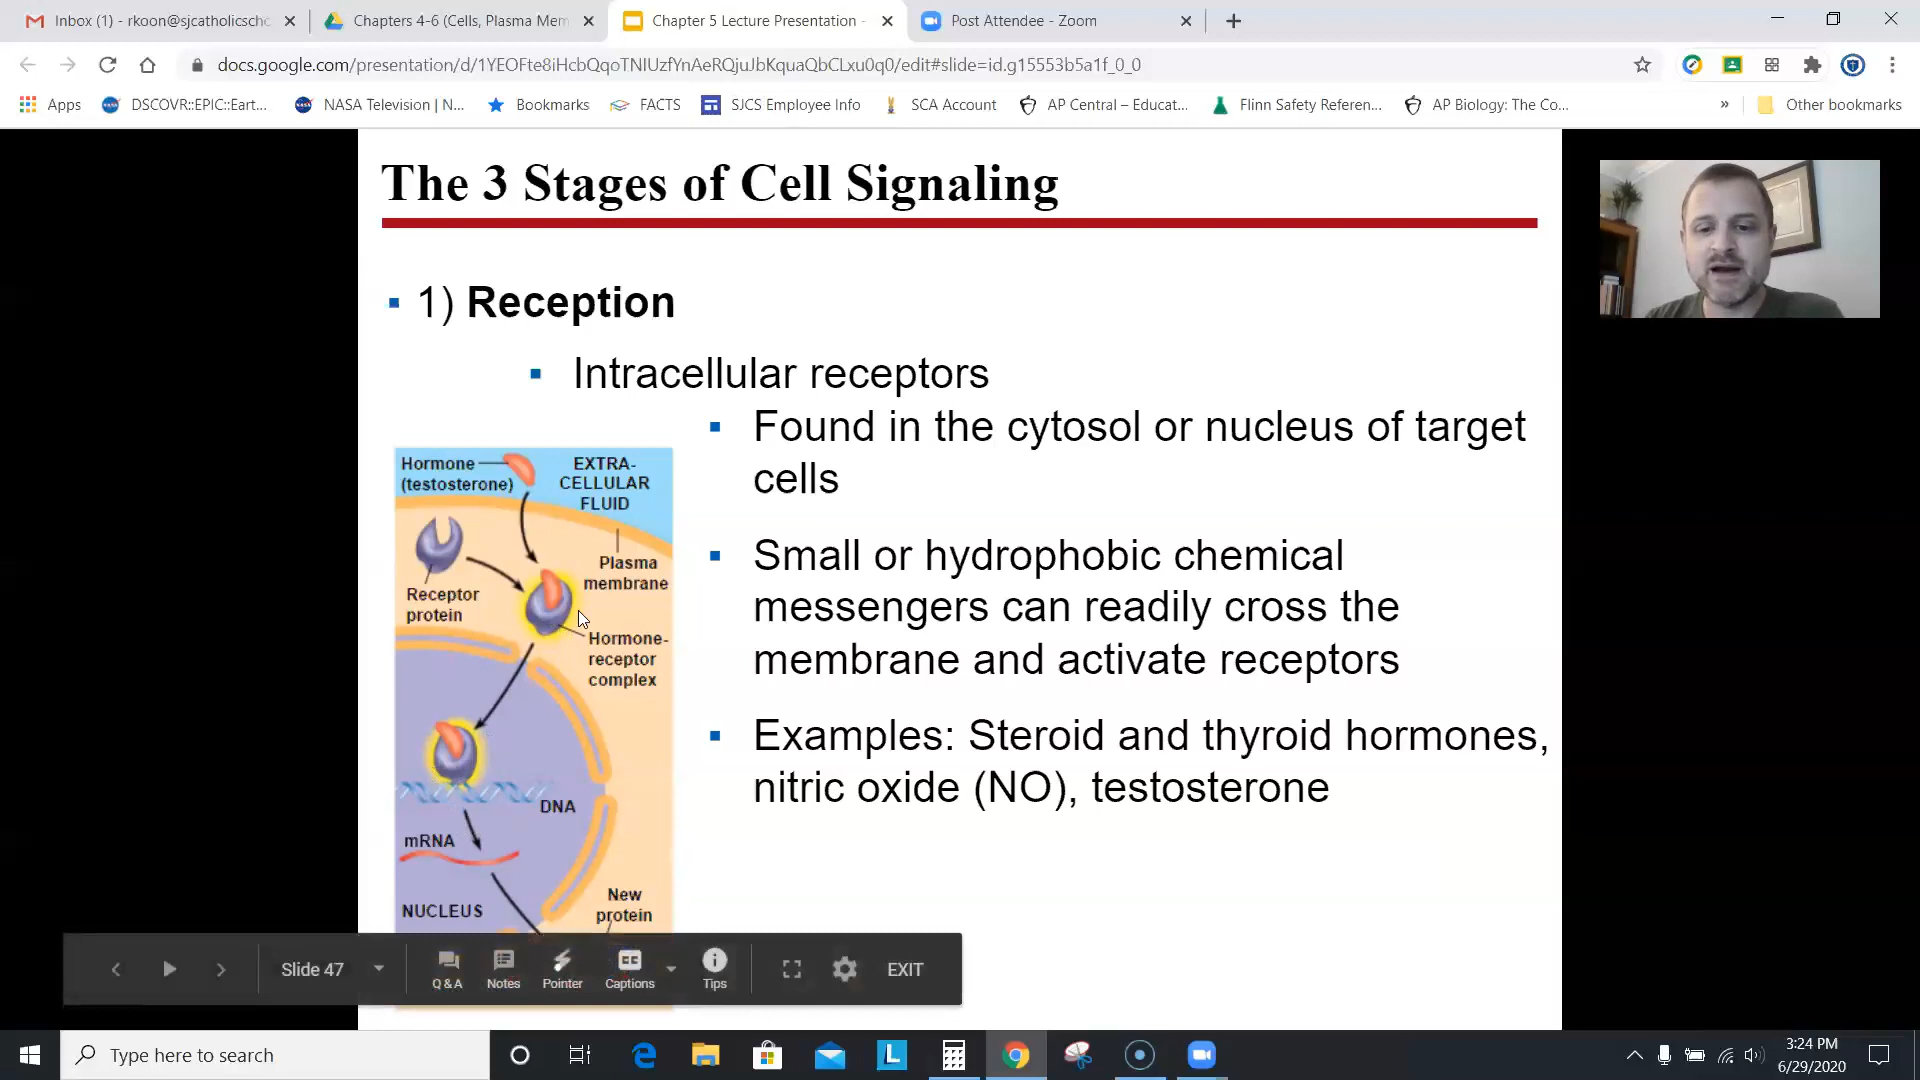 Inbox (1) - rkoon@sjcatholicscho
Chapters 4-6 (Cells, Plasma Mem
Chapter 5 Lecture Presentation -
Post Attendee - Zoom
docs.google.com/presentation/d/1YEOFte8iHcbQqoTNIUzfYnAeRQjuJbKquaQbCLxu0q0/edit#slide=id.g15553b5a1f_0_0
Apps
DSCOVR::EPIC::Eart...
NASA Television | N...
Bookmarks
FACTS
SJCS Employee Info
SCA Account
AP Central – Educat...
Flinn Safety Referen...
AP Biology: The Co...
»
Other bookmarks
The 3 Stages of Cell Signaling
1) Reception
Intracellular receptors
Found in the cytosol or nucleus of target
cells
Small or hydrophobic chemical
messengers can readily cross the
membrane and activate receptors
Examples: Steroid and thyroid hormones,
nitric oxide (NO), testosterone
Hormone
(testosterone)
EXTRA-
CELLULAR
FLUID
Plasma
membrane
Receptor
protein
Hormone-
receptor
complex
DNA
mRNA
NUCLEUS
New
protein
Slide 47
Q & A
Notes
Pointer
CC
Captions
Tips
EXIT
Type here to search
L
3:24 PM
6/29/2020